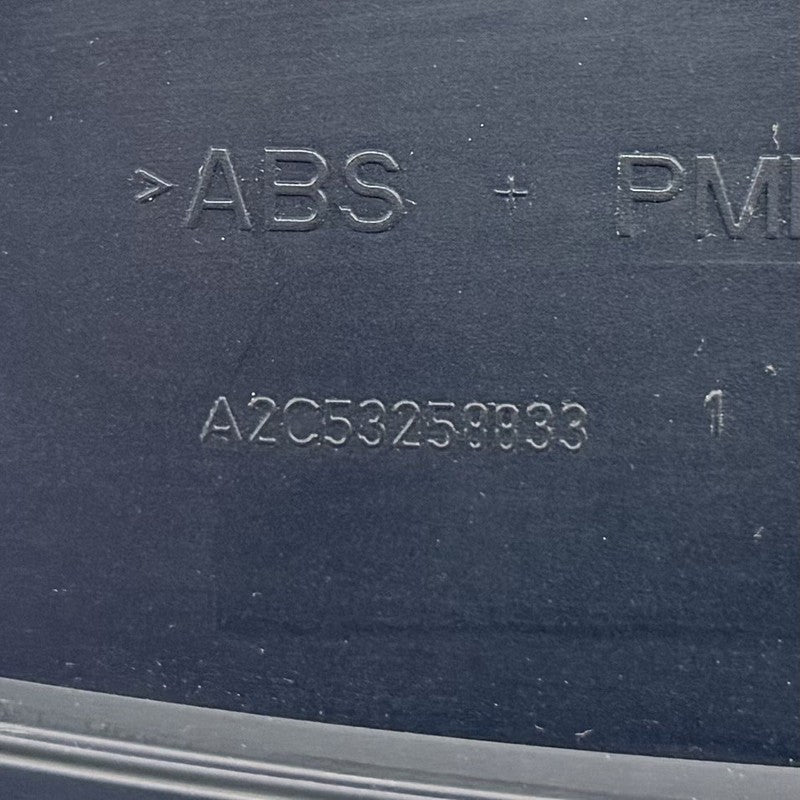 >ABS + PM
A2C53258833 1